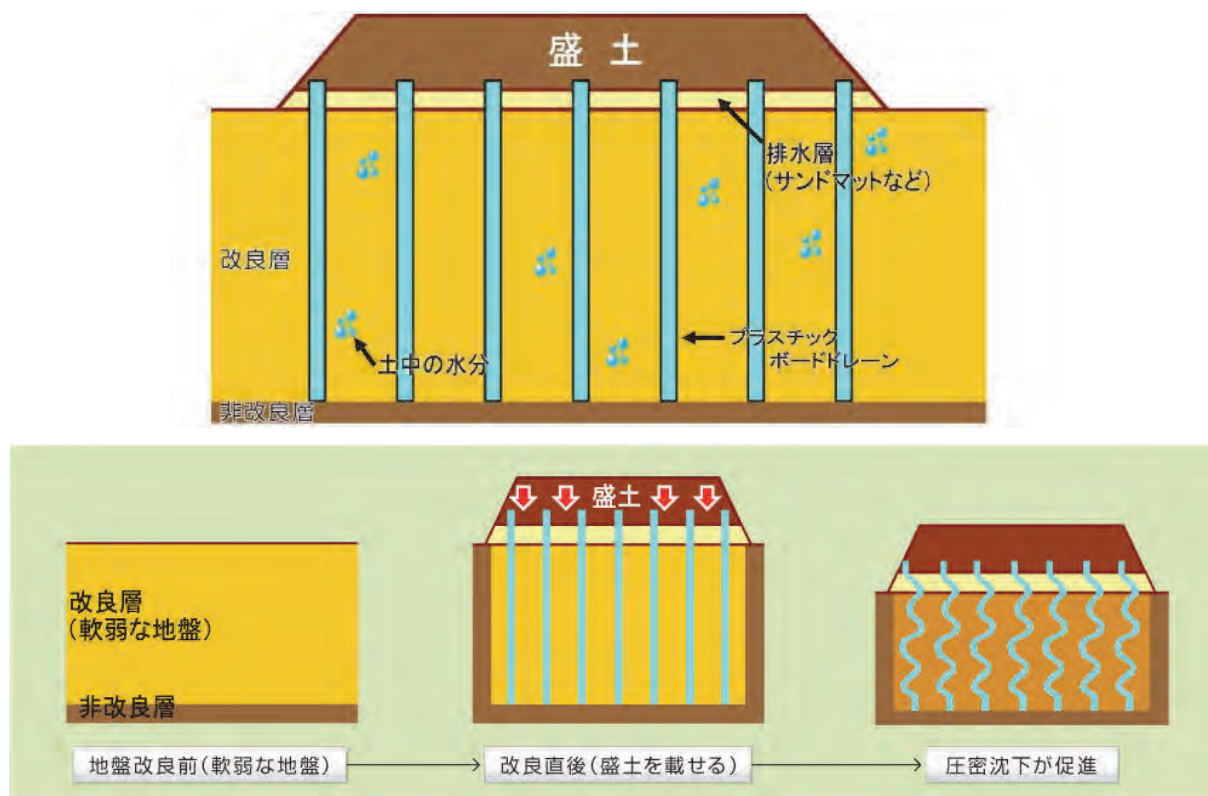 盛 土
排水層
(サンドマットなど)
改良層
土中の水分
プラスチック
ボードドレーン
非改良層
盛土
改良層
(軟弱な地盤)
非改良層
地盤改良前(軟弱な地盤)
改良直後(盛土を載せる)
圧密沈下が促進